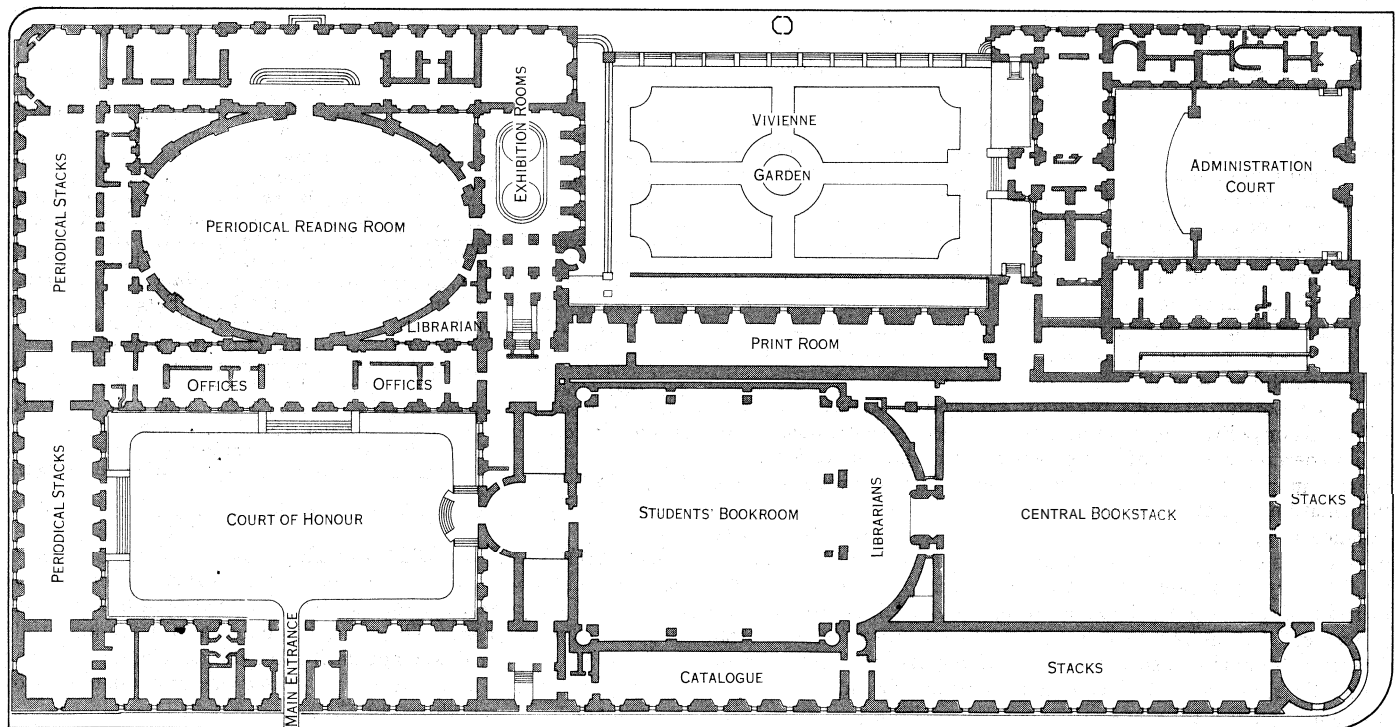 EXHIBITION ROOMS
VIVIENNE
GARDEN
ADMINISTRATION
COURT
PERIODICAL STACKS
PERIODICAL READING ROOM
LIBRARIAN
PRINT ROOM
OFFICES
OFFICES
PERIODICAL STACKS
COURT OF HONOUR
STUDENTS' BOOKROOM
LIBRARIANS
CENTRAL BOOKSTACK
STACKS
MAIN ENTRANCE
CATALOGUE
STACKS